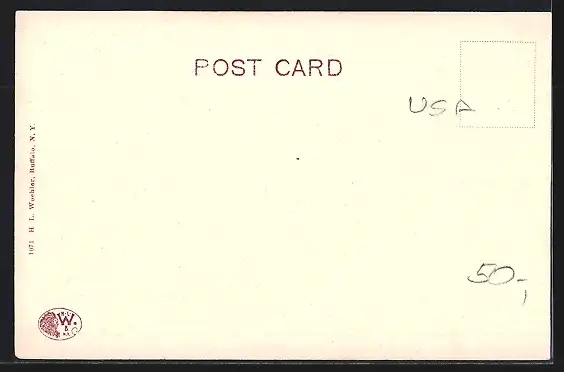 POST CARD
USA
1071 H. L. Woehler, Buffalo, N. Y.
50,-
W.